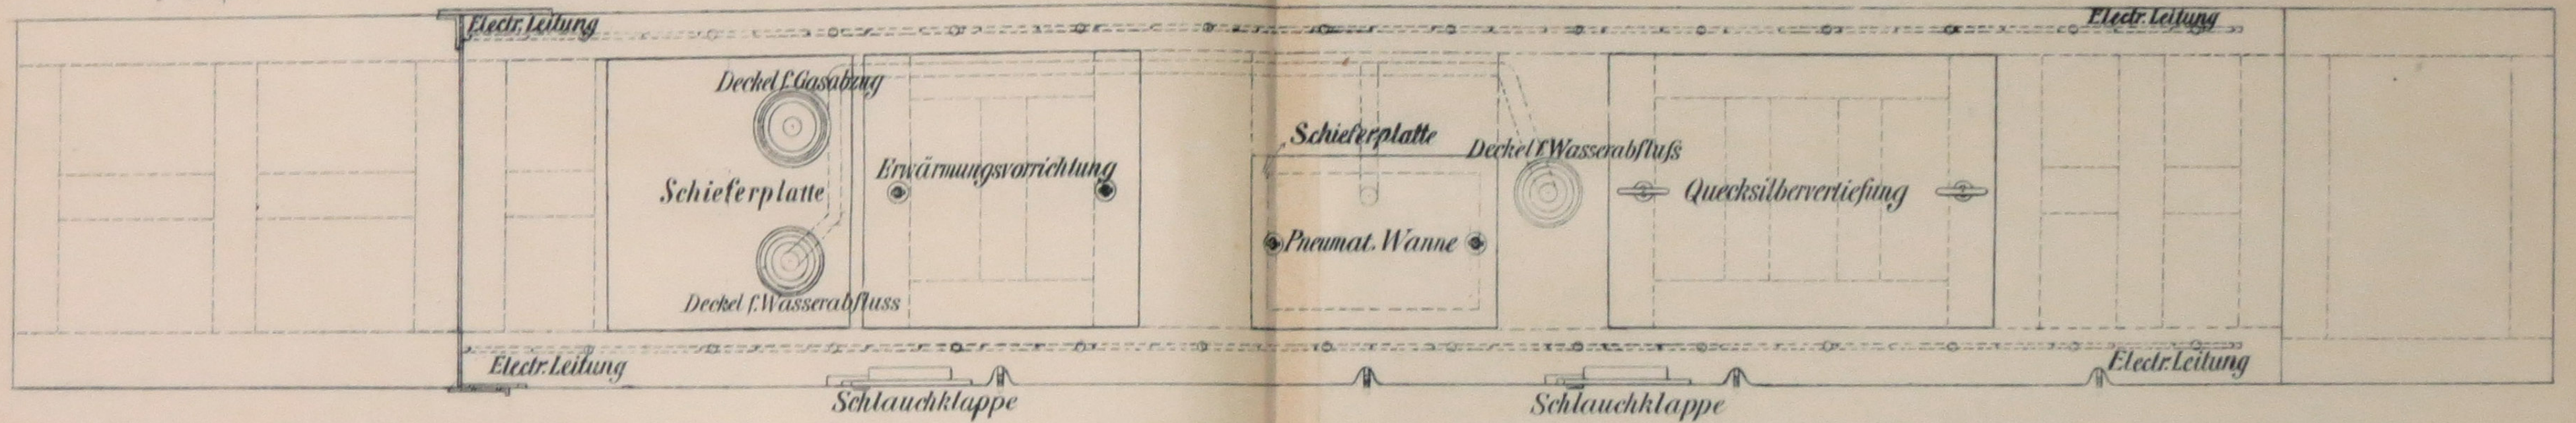 Electr. Leitung
Electr. Leitung
Deckel f. Gasabzug
Schieferplatte
Deckel f. Wasserabfluſs
Erwärmungsvorrichtung
Schieferplatte
Quecksilbervertiefung
Pneumat. Wanne
Deckel f. Wasserabfluss
Electr. Leitung
Electr. Leitung
Schlauchklappe
Schlauchklappe